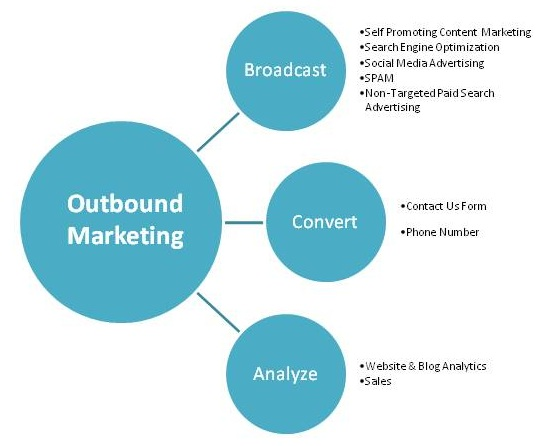 Broadcast
•Self Promoting Content Marketing
•Search Engine Optimization
•Social Media Advertising
•SPAM
•Non-Targeted Paid Search
Advertising
Outbound
Marketing
Convert
•Contact Us Form
•Phone Number
Analyze
•Website & Blog Analytics
•Sales